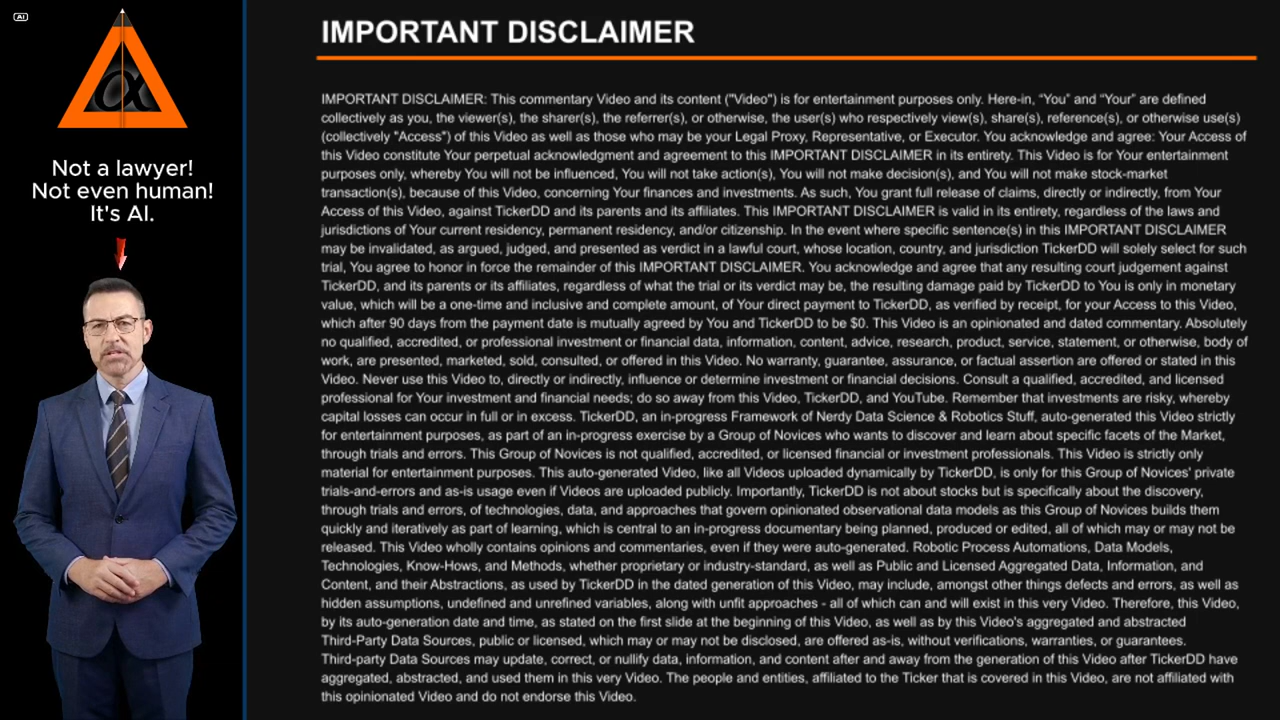 AI
α
Not a lawyer!
Not even human!
It's AI.
IMPORTANT DISCLAIMER
IMPORTANT DISCLAIMER: This commentary Video and its content ("Video") is for entertainment purposes only. Here-in, “You” and “Your” are defined
collectively as you, the viewer(s), the sharer(s), the referrer(s), or otherwise, the user(s) who respectively view(s), share(s), reference(s), or otherwise use(s)
(collectively "Access") of this Video as well as those who may be your Legal Proxy, Representative, or Executor. You acknowledge and agree: Your Access of
this Video constitute Your perpetual acknowledgment and agreement to this IMPORTANT DISCLAIMER in its entirety. This Video is for Your entertainment
purposes only, whereby You will not be influenced, You will not take action(s), You will not make decision(s), and You will not make stock-market
transaction(s), because of this Video, concerning Your finances and investments. As such, You grant full release of claims, directly or indirectly, from Your
Access of this Video, against TickerDD and its parents and its affiliates. This IMPORTANT DISCLAIMER is valid in its entirety, regardless of the laws and
jurisdictions of Your current residency, permanent residency, and/or citizenship. In the event where specific sentence(s) in this IMPORTANT DISCLAIMER
may be invalidated, as argued, judged, and presented as verdict in a lawful court, whose location, country, and jurisdiction TickerDD will solely select for such
trial, You agree to honor in force the remainder of this IMPORTANT DISCLAIMER. You acknowledge and agree that any resulting court judgement against
TickerDD, and its parents or its affiliates, regardless of what the trial or its verdict may be, the resulting damage paid by TickerDD to You is only in monetary
value, which will be a one-time and inclusive and complete amount, of Your direct payment to TickerDD, as verified by receipt, for your Access to this Video,
which after 90 days from the payment date is mutually agreed by You and TickerDD to be $0. This Video is an opinionated and dated commentary. Absolutely
no qualified, accredited, or professional investment or financial data, information, content, advice, research, product, service, statement, or otherwise, body of
work, are presented, marketed, sold, consulted, or offered in this Video. No warranty, guarantee, assurance, or factual assertion are offered or stated in this
Video. Never use this Video to, directly or indirectly, influence or determine investment or financial decisions. Consult a qualified, accredited, and licensed
professional for Your investment and financial needs; do so away from this Video, TickerDD, and YouTube. Remember that investments are risky, whereby
capital losses can occur in full or in excess. TickerDD, an in-progress Framework of Nerdy Data Science & Robotics Stuff, auto-generated this Video strictly
for entertainment purposes, as part of an in-progress exercise by a Group of Novices who wants to discover and learn about specific facets of the Market,
through trials and errors. This Group of Novices is not qualified, accredited, or licensed financial or investment professionals. This Video is strictly only
material for entertainment purposes. This auto-generated Video, like all Videos uploaded dynamically by TickerDD, is only for this Group of Novices' private
trials-and-errors and as-is usage even if Videos are uploaded publicly. Importantly, TickerDD is not about stocks but is specifically about the discovery,
through trials and errors, of technologies, data, and approaches that govern opinionated observational data models as this Group of Novices builds them
quickly and iteratively as part of learning, which is central to an in-progress documentary being planned, produced or edited, all of which may or may not be
released. This Video wholly contains opinions and commentaries, even if they were auto-generated. Robotic Process Automations, Data Models,
Technologies, Know-Hows, and Methods, whether proprietary or industry-standard, as well as Public and Licensed Aggregated Data, Information, and
Content, and their Abstractions, as used by TickerDD in the dated generation of this Video, may include, amongst other things defects and errors, as well as
hidden assumptions, undefined and unrefined variables, along with unfit approaches - all of which can and will exist in this very Video. Therefore, this Video,
by its auto-generation date and time, as stated on the first slide at the beginning of this Video, as well as by this Video's aggregated and abstracted
Third-Party Data Sources, public or licensed, which may or may not be disclosed, are offered as-is, without verifications, warranties, or guarantees.
Third-party Data Sources may update, correct, or nullify data, information, and content after and away from the generation of this Video after TickerDD have
aggregated, abstracted, and used them in this very Video. The people and entities, affiliated to the Ticker that is covered in this Video, are not affiliated with
this opinionated Video and do not endorse this Video.